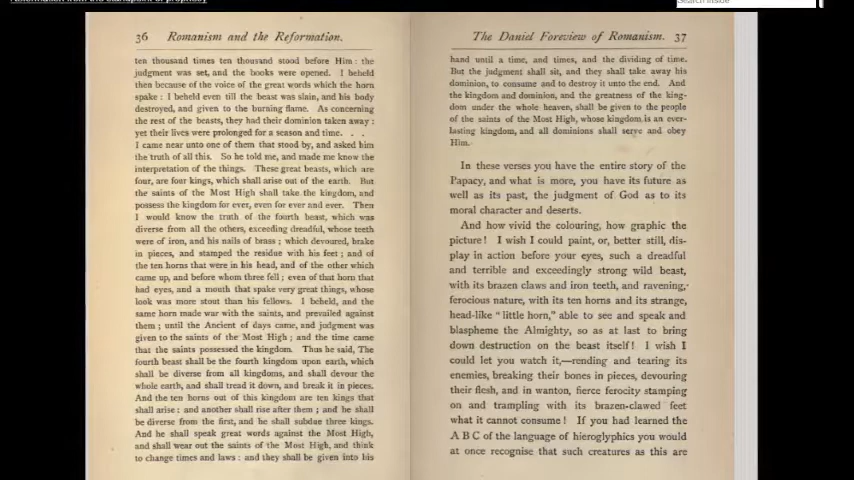 Search inside
36 Romanism and the Reformation.
ten thousand times ten thousand stood before Him : the
judgment was set, and the books were opened. I beheld
then because of the voice of the great words which the horn
spake : I beheld even till the beast was slain, and his body
destroyed, and given to the burning flame. As concerning
the rest of the beasts, they had their dominion taken away :
yet their lives were prolonged for a season and time. . .
I came near unto one of them that stood by, and asked him
the truth of all this. So he told me, and made me know the
interpretation of the things. These great beasts, which are
four, are four kings, which shall arise out of the earth. But
the saints of the Most High shall take the kingdom, and
possess the kingdom for ever, even for ever and ever. Then
I would know the truth of the fourth beast, which was
diverse from all the others, exceeding dreadful, whose teeth
were of iron, and his nails of brass ; which devoured, brake
in pieces, and stamped the residue with his feet ; and of
the ten horns that were in his head, and of the other which
came up, and before whom three fell ; even of that horn that
had eyes, and a mouth that spake very great things, whose
look was more stout than his fellows. I beheld, and the
same horn made war with the saints, and prevailed against
them ; until the Ancient of days came, and judgment was
given to the saints of the Most High ; and the time came
that the saints possessed the kingdom. Thus he said, The
fourth beast shall be the fourth kingdom upon earth, which
shall be diverse from all kingdoms, and shall devour the
whole earth, and shall tread it down, and break it in pieces.
And the ten horns out of this kingdom are ten kings that
shall arise : and another shall rise after them ; and he shall
be diverse from the first, and he shall subdue three kings.
And he shall speak great words against the Most High,
and shall wear out the saints of the Most High, and think
to change times and laws : and they shall be given into his
The Daniel Foreview of Romanism. 37
hand until a time, and times, and the dividing of time.
But the judgment shall sit, and they shall take away his
dominion, to consume and to destroy it unto the end. And
the kingdom and dominion, and the greatness of the king-
dom under the whole heaven, shall be given to the people
of the saints of the Most High, whose kingdom is an ever-
lasting kingdom, and all dominions shall serve and obey
Him.
In these verses you have the entire story of the
Papacy, and what is more, you have its future as
well as its past, the judgment of God as to its
moral character and deserts.
And how vivid the colouring, how graphic the
picture ! I wish I could paint, or, better still, dis-
play in action before your eyes, such a dreadful
and terrible and exceedingly strong wild beast,
with its brazen claws and iron teeth, and ravening,
ferocious nature, with its ten horns and its strange,
head-like “ little horn,” able to see and speak and
blaspheme the Almighty, so as at last to bring
down destruction on the beast itself ! I wish I
could let you watch it,—rending and tearing its
enemies, breaking their bones in pieces, devouring
their flesh, and in wanton, fierce ferocity stamping
on and trampling with its brazen-clawed feet
what it cannot consume ! If you had learned the
A B C of the language of hieroglyphics you would
at once recognise that such creatures as this are